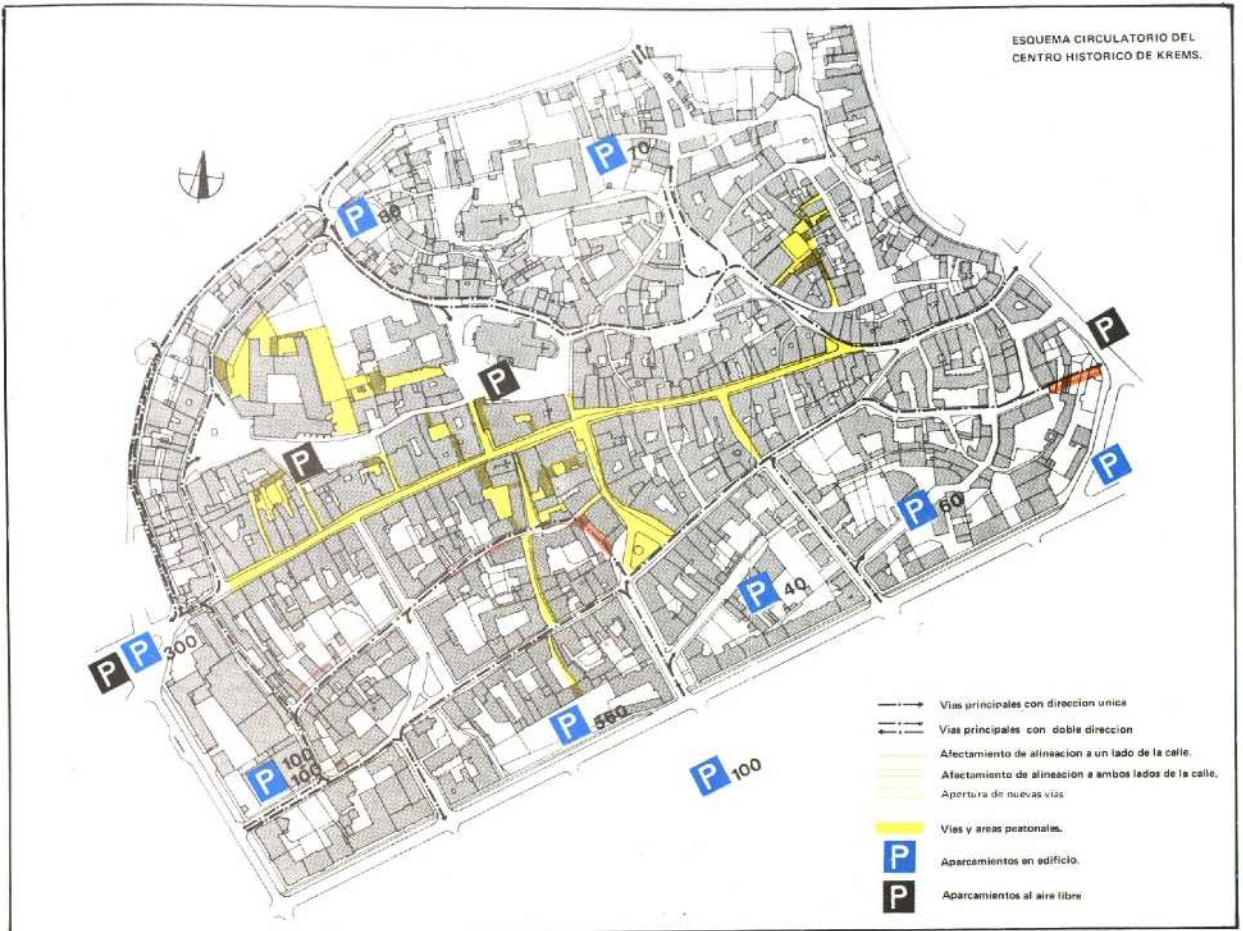 ESQUEMA CIRCULATORIO DEL
CENTRO HISTORICO DE KREMS.
P 70
P 80
P
P
P
P
P 60
P 40
P P 300
P 560
P 100
100
P 100
Vias principales con direccion unica
Vias principales con doble direccion
Afectamiento de alineacion a un lado de la calle.
Afectamiento de alineacion a ambos lados de la calle.
Apertura de nuevas vias
Vias y areas peatonales.
P Aparcamientos en edificio.
P Aparcamientos al aire libre